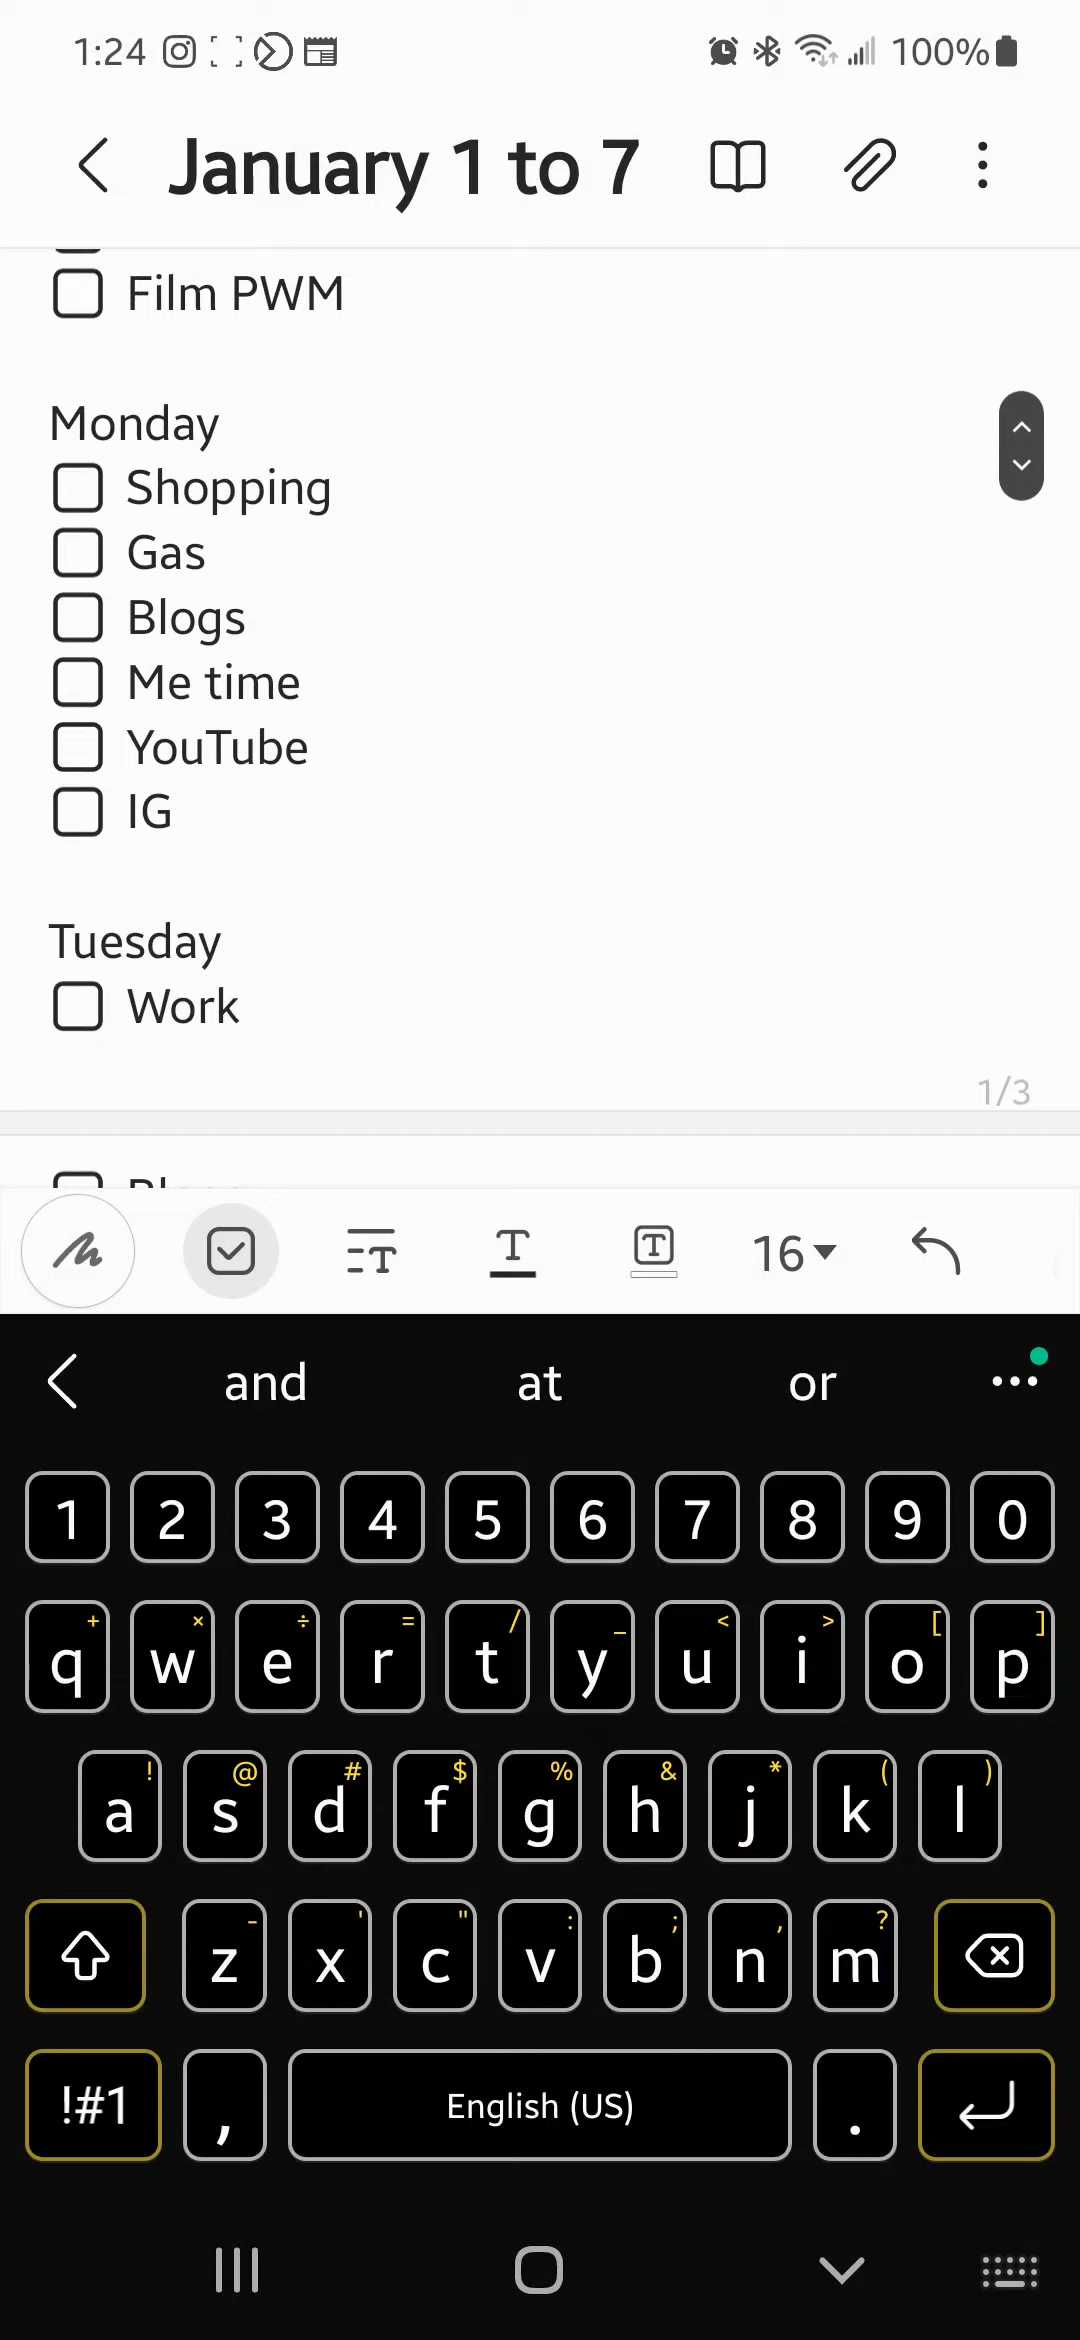 1:24 100%
January 1 to 7
Film PWM
Monday
Shopping
Gas
Blogs
Me time
YouTube
IG
Tuesday
Work
1/3
T T T 16
and at or
1 2 3 4 5 6 7 8 9 0
+ × ÷ = / _ < > [ ]
q w e r t y u i o p
! @ # $ % & * ( )
a s d f g h j k l
- ' " : ; , ?
z x c v b n m
!#1 , English (US) .